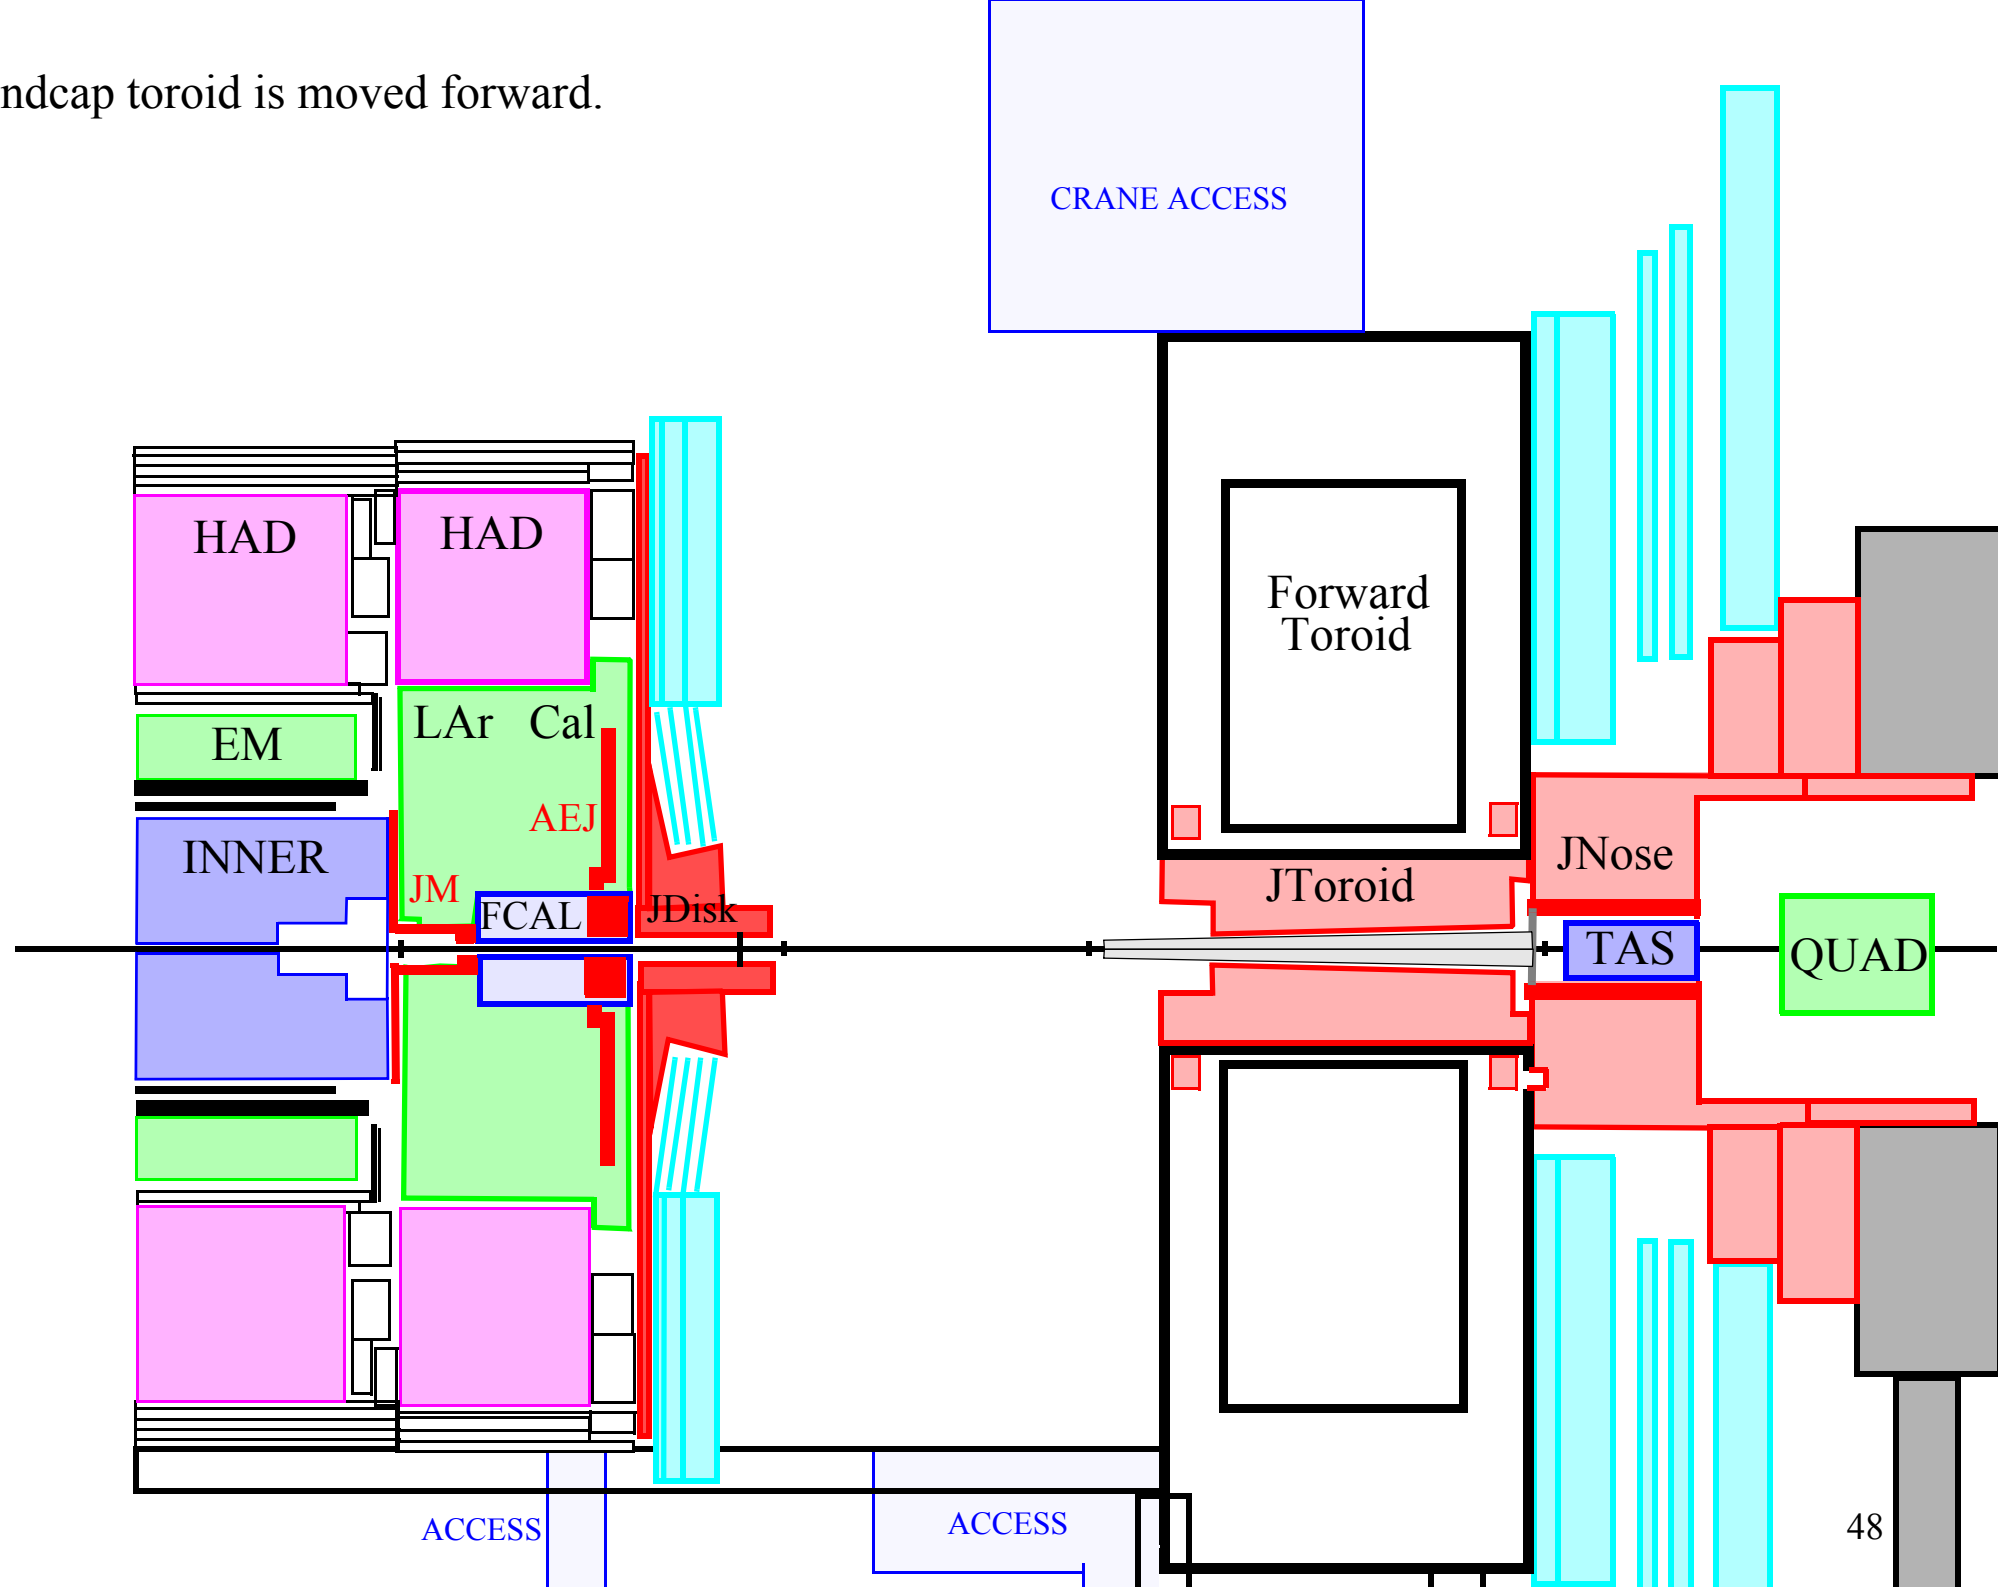 ndcap toroid is moved forward.
CRANE ACCESS
HAD
HAD
Forward
Toroid
LAr Cal
EM
AEJ
INNER
JM
JNose
JToroid
FCAL
JDisk
TAS
QUAD
ACCESS
ACCESS
48